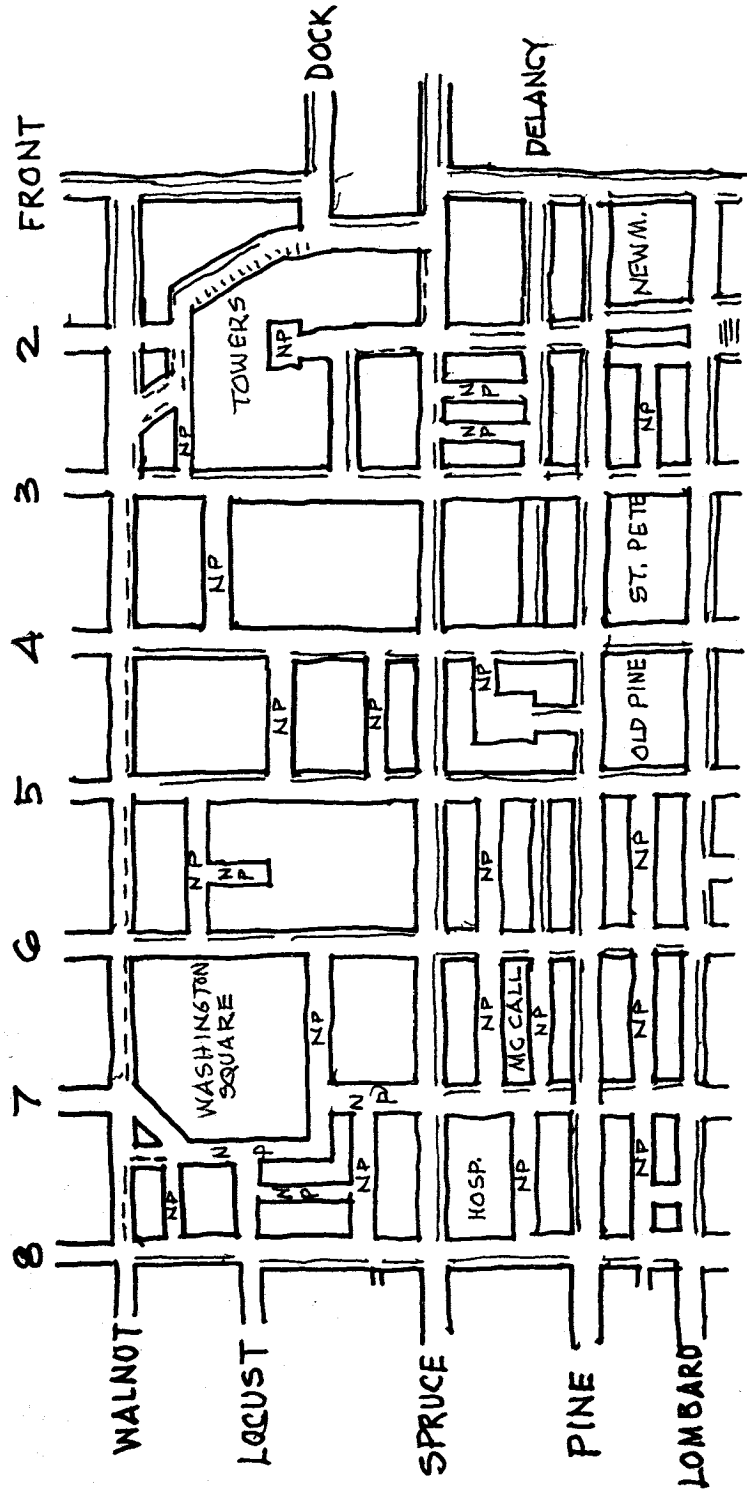 8 7 6 5 4 3 2 FRONT
WALNUT
NP
NP
NP
NP
NP
WASHINGTON
SQUARE
TOWERS
NP
LOCUST
NP
NP
NP
DOCK
NP
NP
NP
NP
SPRUCE
HOSP.
NP
NP
NP
NP
NP
MC CALL
NP
NP
DELANCY
PINE
NP
NP
NP
OLD PINE
ST. PETE
NP
NEW M.
LOMBARD